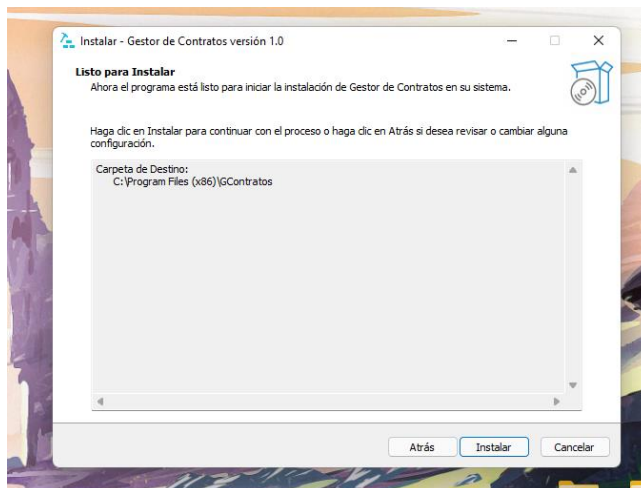 Instalar - Gestor de Contratos versión 1.0
Listo para Instalar
Ahora el programa está listo para iniciar la instalación de Gestor de Contratos en su sistema.
Haga clic en Instalar para continuar con el proceso o haga clic en Atrás si desea revisar o cambiar alguna
configuración.
Carpeta de Destino:
C:\Program Files (x86)\GContratos
Atrás
Instalar
Cancelar